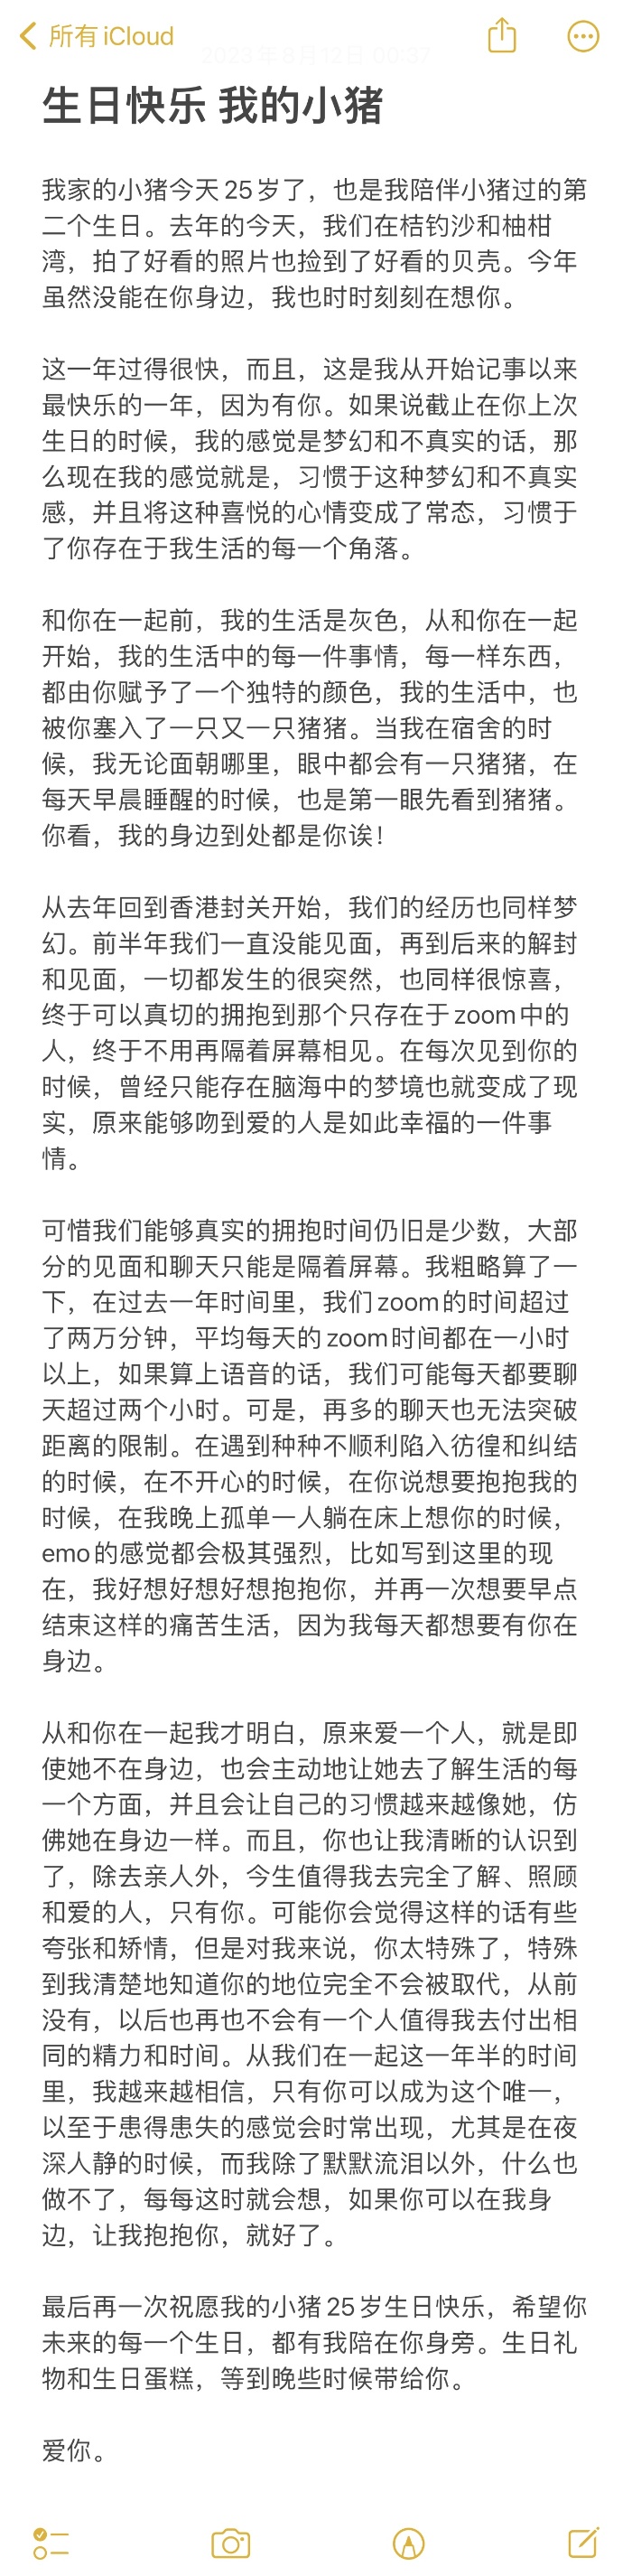 所有 iCloud
2023年8月12日 00:37
生日快乐 我的小猪
我家的小猪今天25岁了，也是我陪伴小猪过的第
二个生日。去年的今天，我们在桔钓沙和柚柑
湾，拍了好看的照片也捡到了好看的贝壳。今年
虽然没能在你身边，我也时时刻刻在想你。
这一年过得很快，而且，这是我从开始记事以来
最快乐的一年，因为有你。如果说截止在你上次
生日的时候，我的感觉是梦幻和不真实的话，那
么现在我的感觉就是，习惯于这种梦幻和不真实
感，并且将这种喜悦的心情变成了常态，习惯于
了你存在于我生活的每一个角落。
和你在一起前，我的生活是灰色，从和你在一起
开始，我的生活中的每一件事情，每一样东西，
都由你赋予了一个独特的颜色，我的生活中，也
被你塞入了一只又一只猪猪。当我在宿舍的时
候，我无论面朝哪里，眼中都会有一只猪猪，在
每天早晨睡醒的时候，也是第一眼先看到猪猪。
你看，我的身边到处都是你诶！
从去年回到香港封关开始，我们的经历也同样梦
幻。前半年我们一直没能见面，再到后来的解封
和见面，一切都发生的很突然，也同样很惊喜，
终于可以真切的拥抱到那个只存在于zoom中的
人，终于不用再隔着屏幕相见。在每次见到你的
时候，曾经只能存在脑海中的梦境也就变成了现
实，原来能够吻到爱的人是如此幸福的一件事
情。
可惜我们能够真实的拥抱时间仍旧是少数，大部
分的见面和聊天只能是隔着屏幕。我粗略算了一
下，在过去一年时间里，我们zoom的时间超过
了两万分钟，平均每天的zoom时间都在一小时
以上，如果算上语音的话，我们可能每天都要聊
天超过两个小时。可是，再多的聊天也无法突破
距离的限制。在遇到种种不顺利陷入彷徨和纠结
的时候，在不开心的时候，在你说想要抱抱我的
时候，在我晚上孤单一人躺在床上想你的时候，
emo的感觉都会极其强烈，比如写到这里的现
在，我好想好想好想抱抱你，并再一次想要早点
结束这样的痛苦生活，因为我每天都想要有你在
身边。
从和你在一起我才明白，原来爱一个人，就是即
使她不在身边，也会主动地让她去了解生活的每
一个方面，并且会让自己的习惯越来越像她，仿
佛她在身边一样。而且，你也让我清晰的认识到
了，除去亲人外，今生值得我去完全了解、照顾
和爱的人，只有你。可能你会觉得这样的话有些
夸张和矫情，但是对我来说，你太特殊了，特殊
到我清楚地知道你的地位完全不会被取代，从前
没有，以后也再也不会有一个人值得我去付出相
同的精力和时间。从我们在一起这一年半的时间
里，我越来越相信，只有你可以成为这个唯一，
以至于患得患失的感觉会时常出现，尤其是在夜
深人静的时候，而我除了默默流泪以外，什么也
做不了，每每这时就会想，如果你可以在我身
边，让我抱抱你，就好了。
最后再一次祝愿我的小猪25岁生日快乐，希望你
未来的每一个生日，都有我陪在你身旁。生日礼
物和生日蛋糕，等到晚些时候带给你。
爱你。